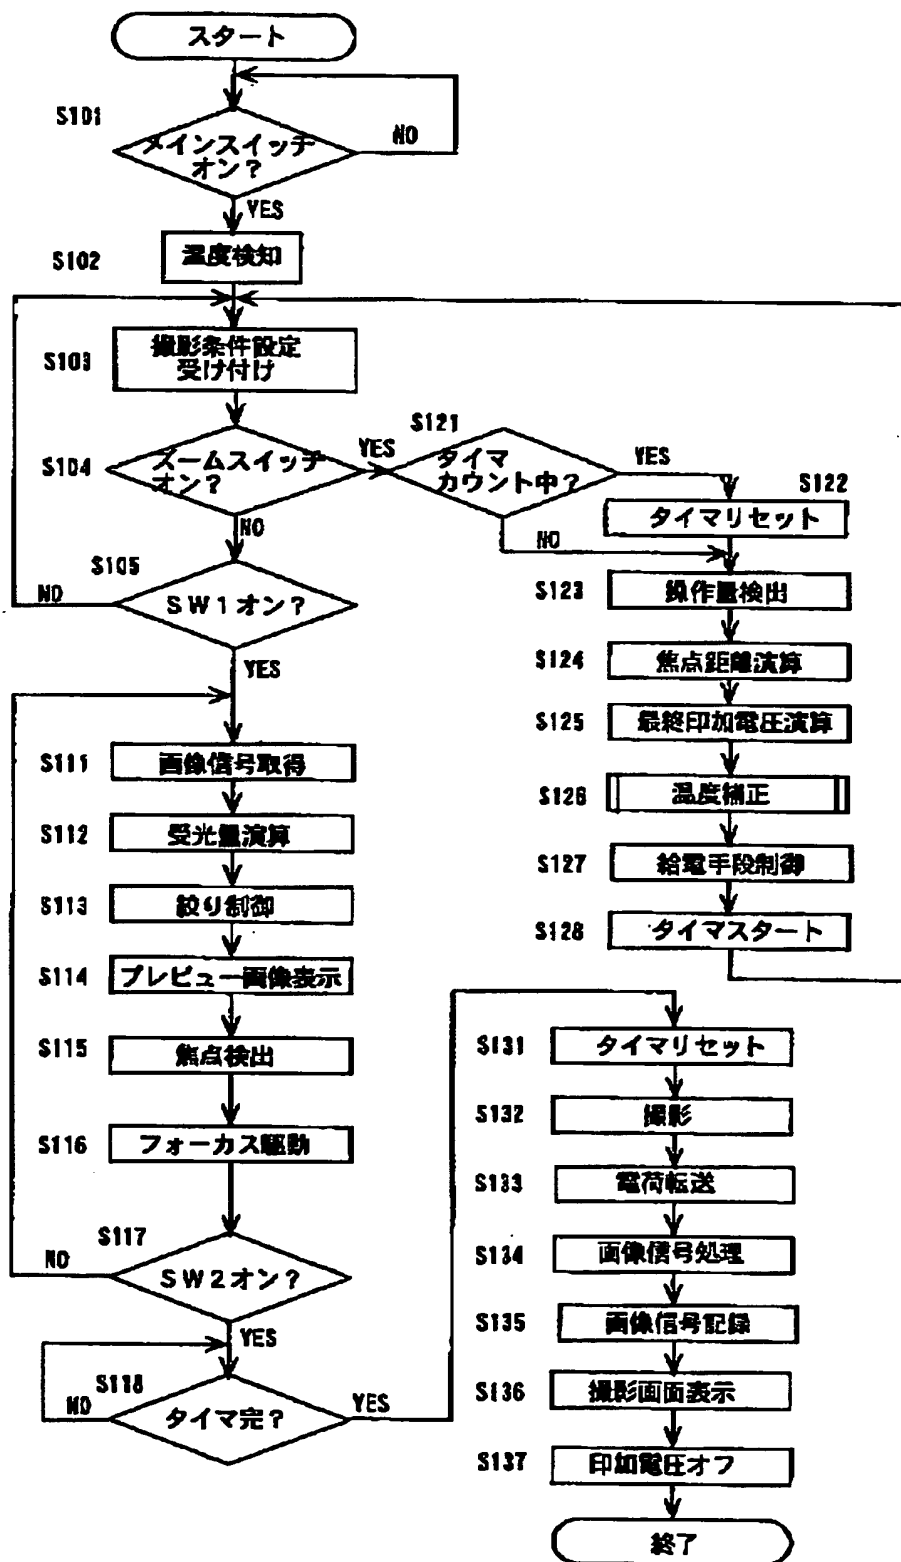 スタート
S101
メインスイッチ
オン?
NO
YES
S102
温度検知
S103
撮影条件設定
受け付け
S104
ズームスイッチ
オン?
YES
NO
S105
SW1オン?
NO
YES
S111
画像信号取得
S112
受光量演算
S113
絞り制御
S114
プレビュー画像表示
S115
焦点検出
S116
フォーカス駆動
S117
SW2オン?
NO
YES
S118
タイマ完?
NO
YES
S121
タイマ
カウント中?
YES
NO
S122
タイマリセット
S123
操作量検出
S124
焦点距離演算
S125
最終印加電圧演算
S126
温度補正
S127
給電手段制御
S128
タイマスタート
S131
タイマリセット
S132
撮影
S133
電荷転送
S134
画像信号処理
S135
画像信号記録
S136
撮影画面表示
S137
印加電圧オフ
終了